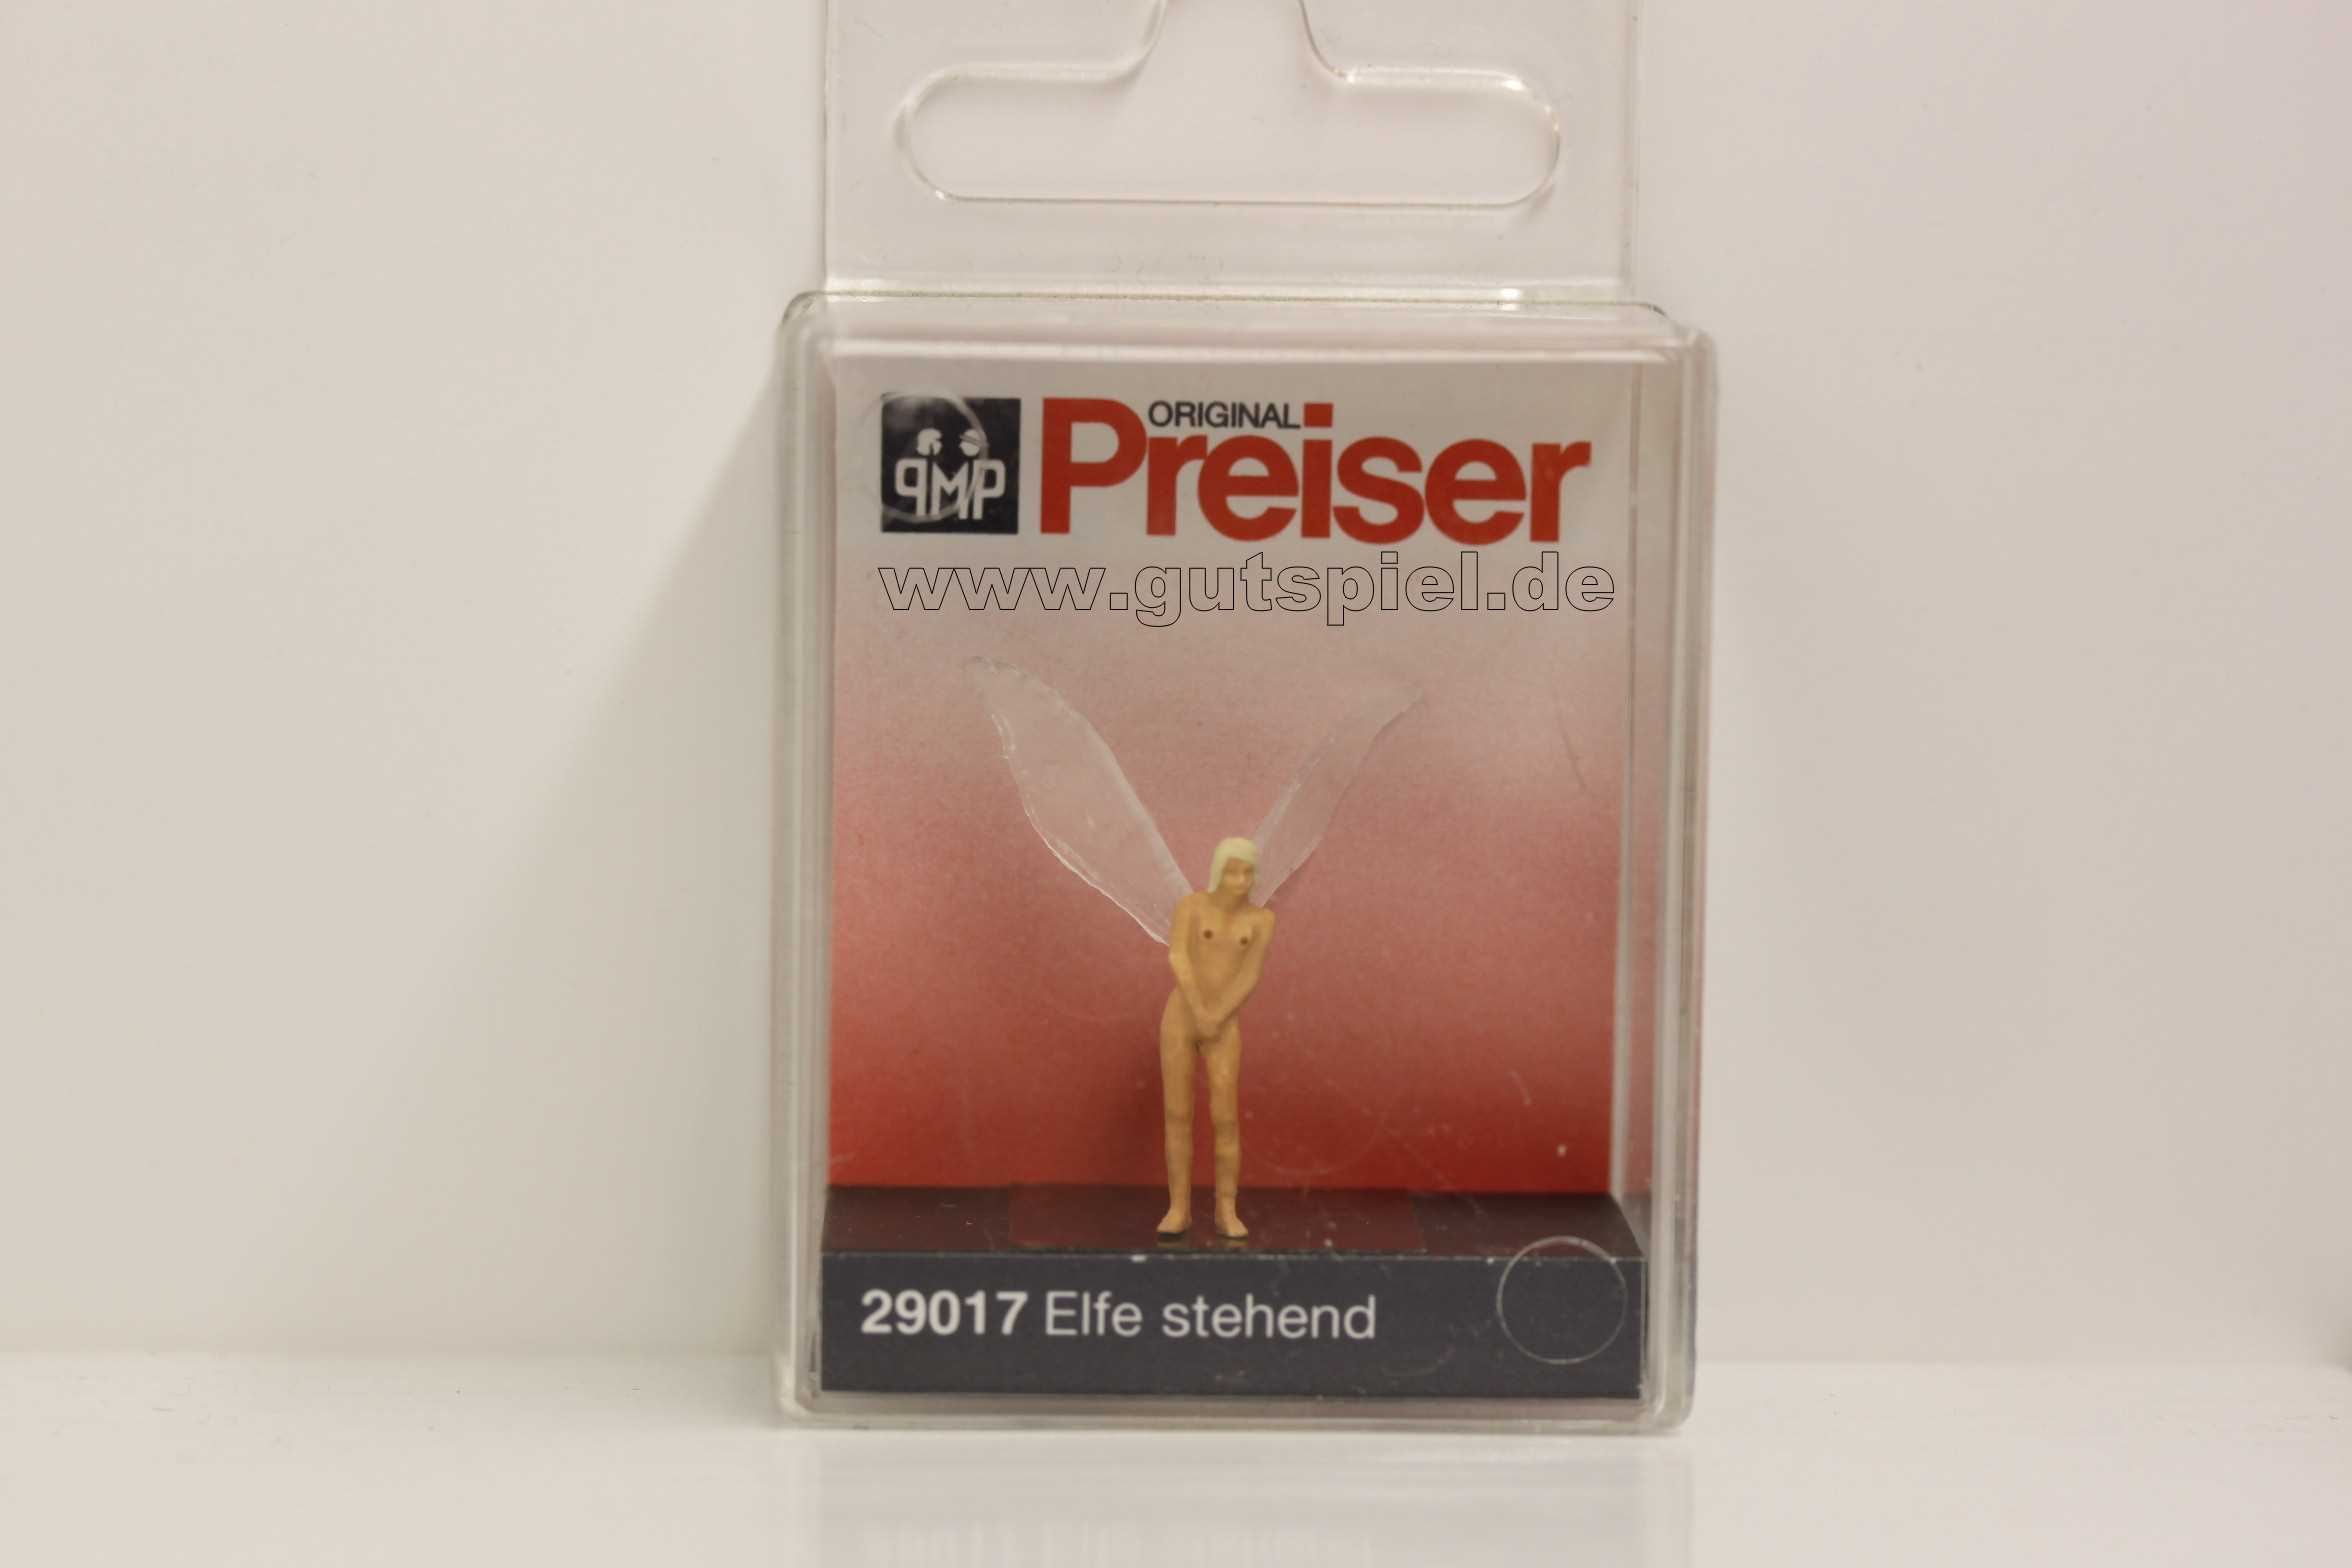 PMP
ORIGINAL
Preiser
www.gutspiel.de
29017 Elfe stehend